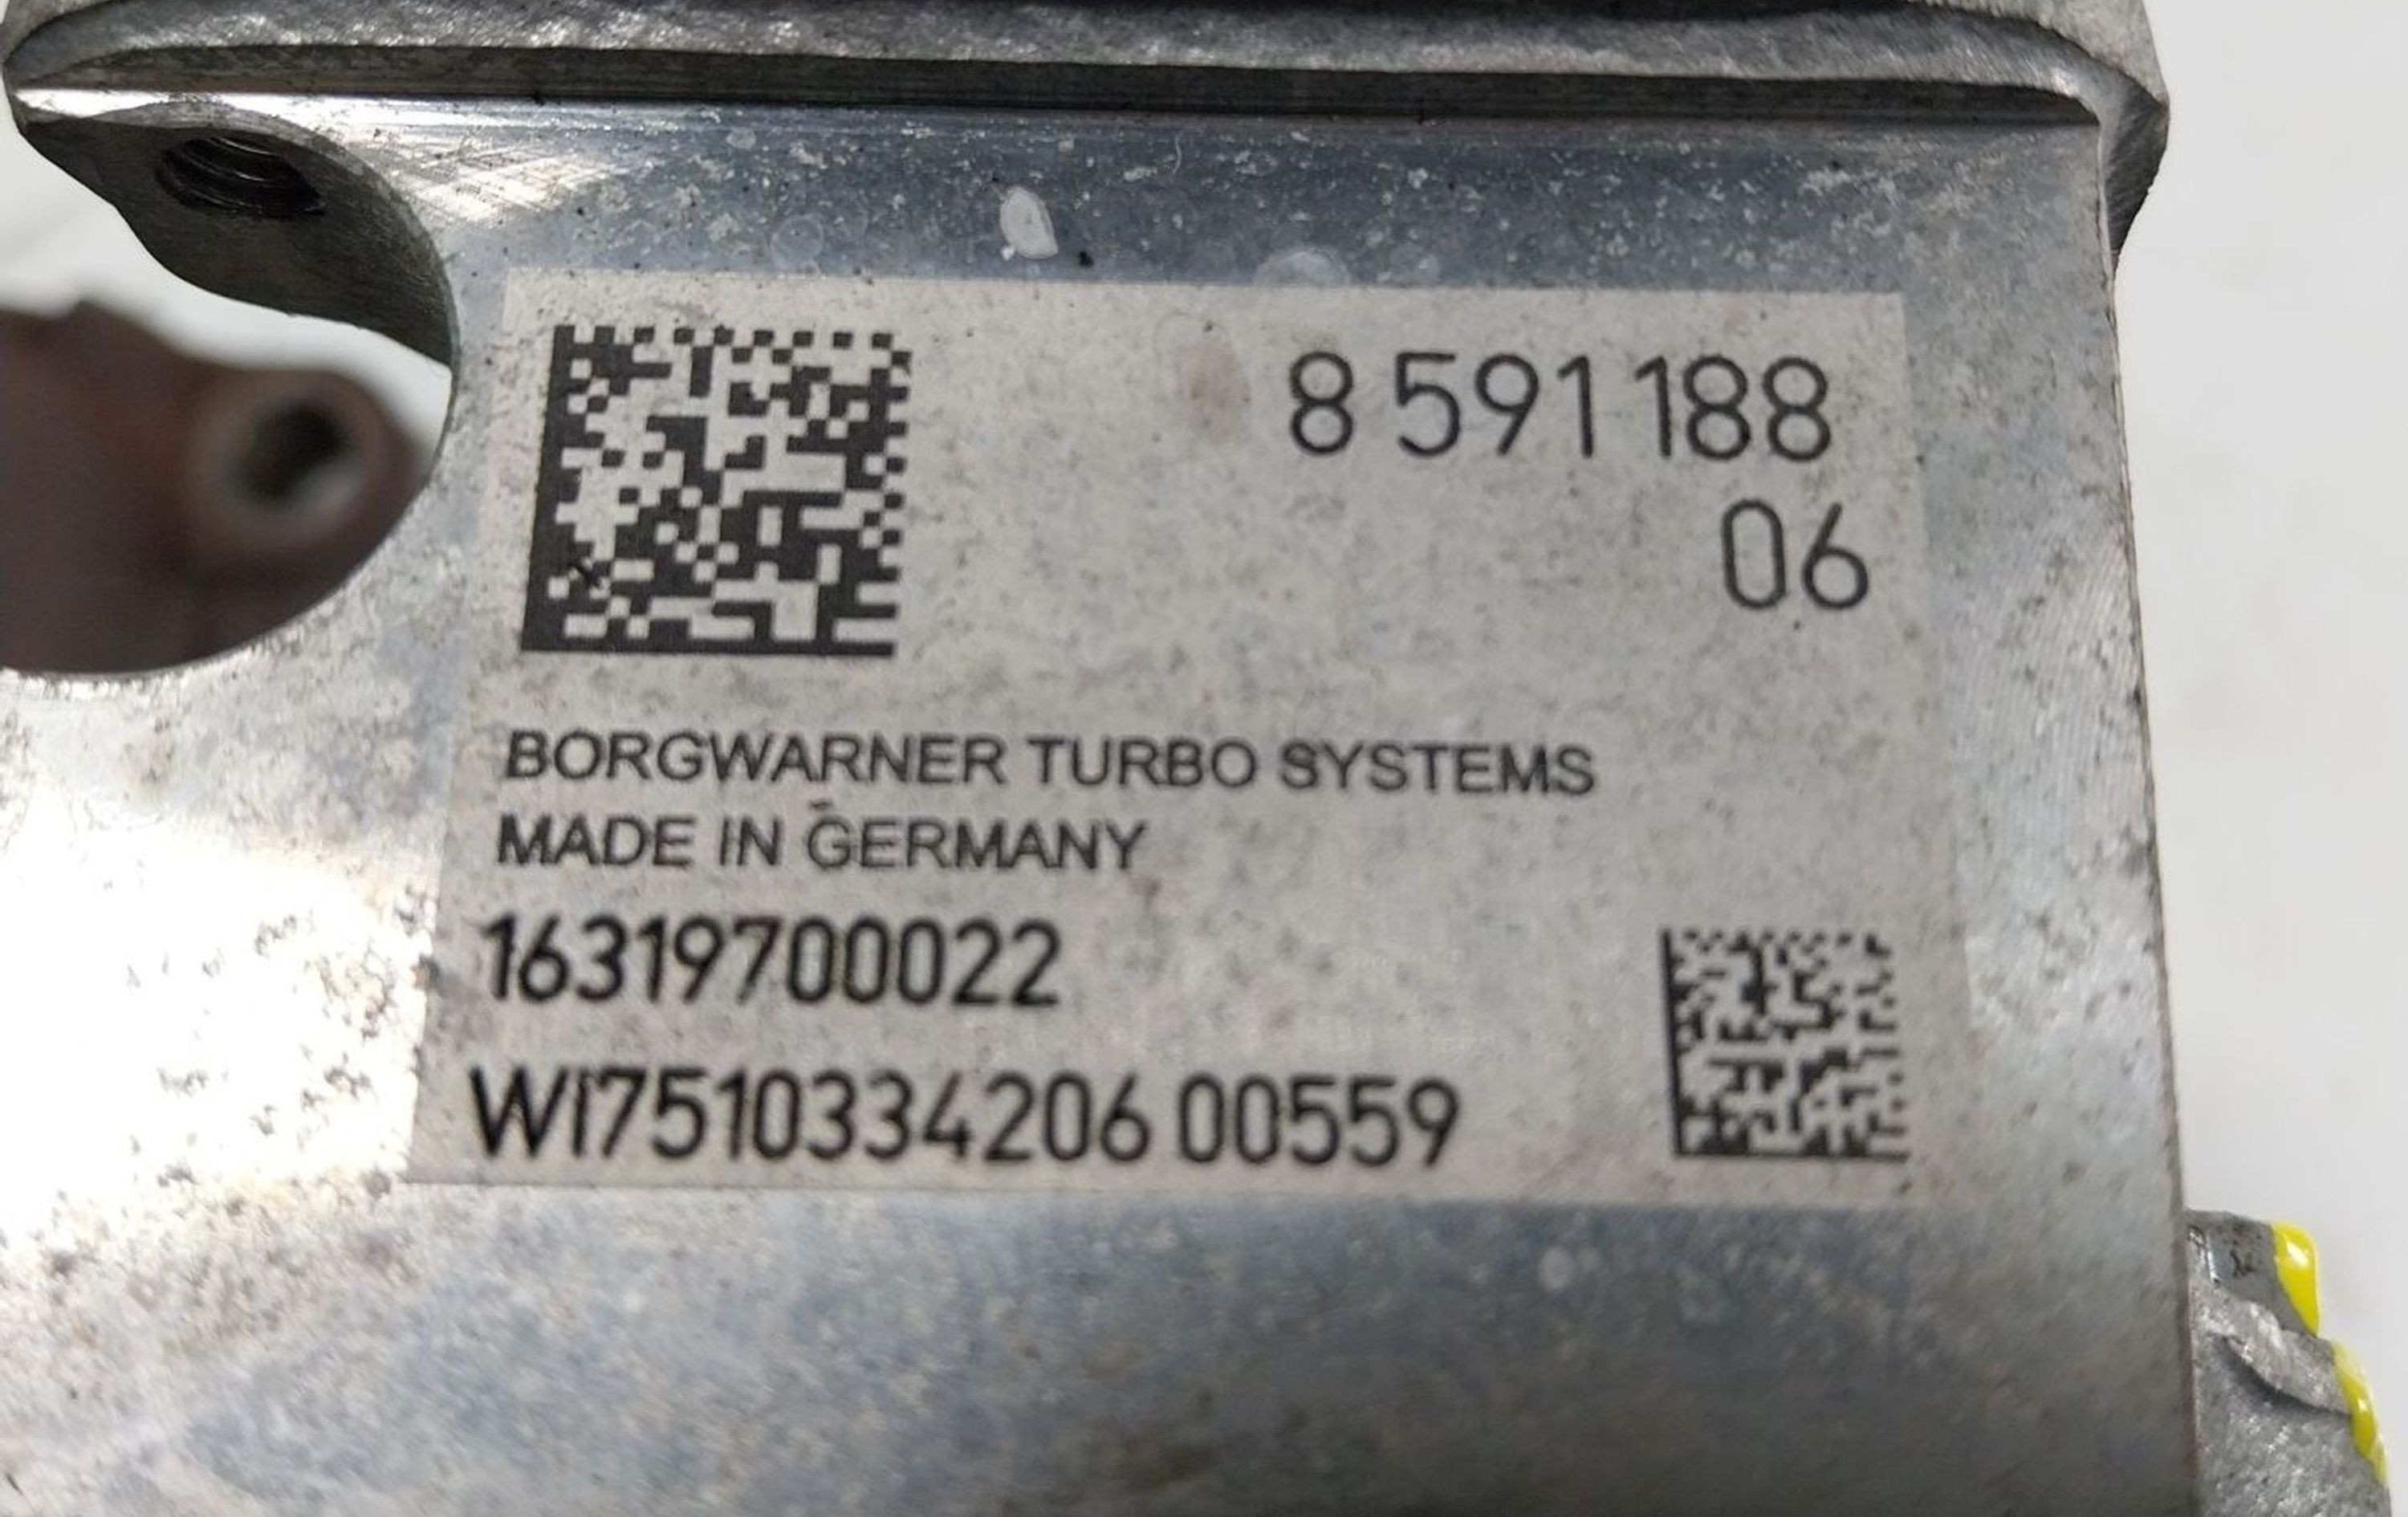 8 591 188
06
BORGWARNER TURBO SYSTEMS
MADE IN GERMANY
16319700022
WI7510334206 00559